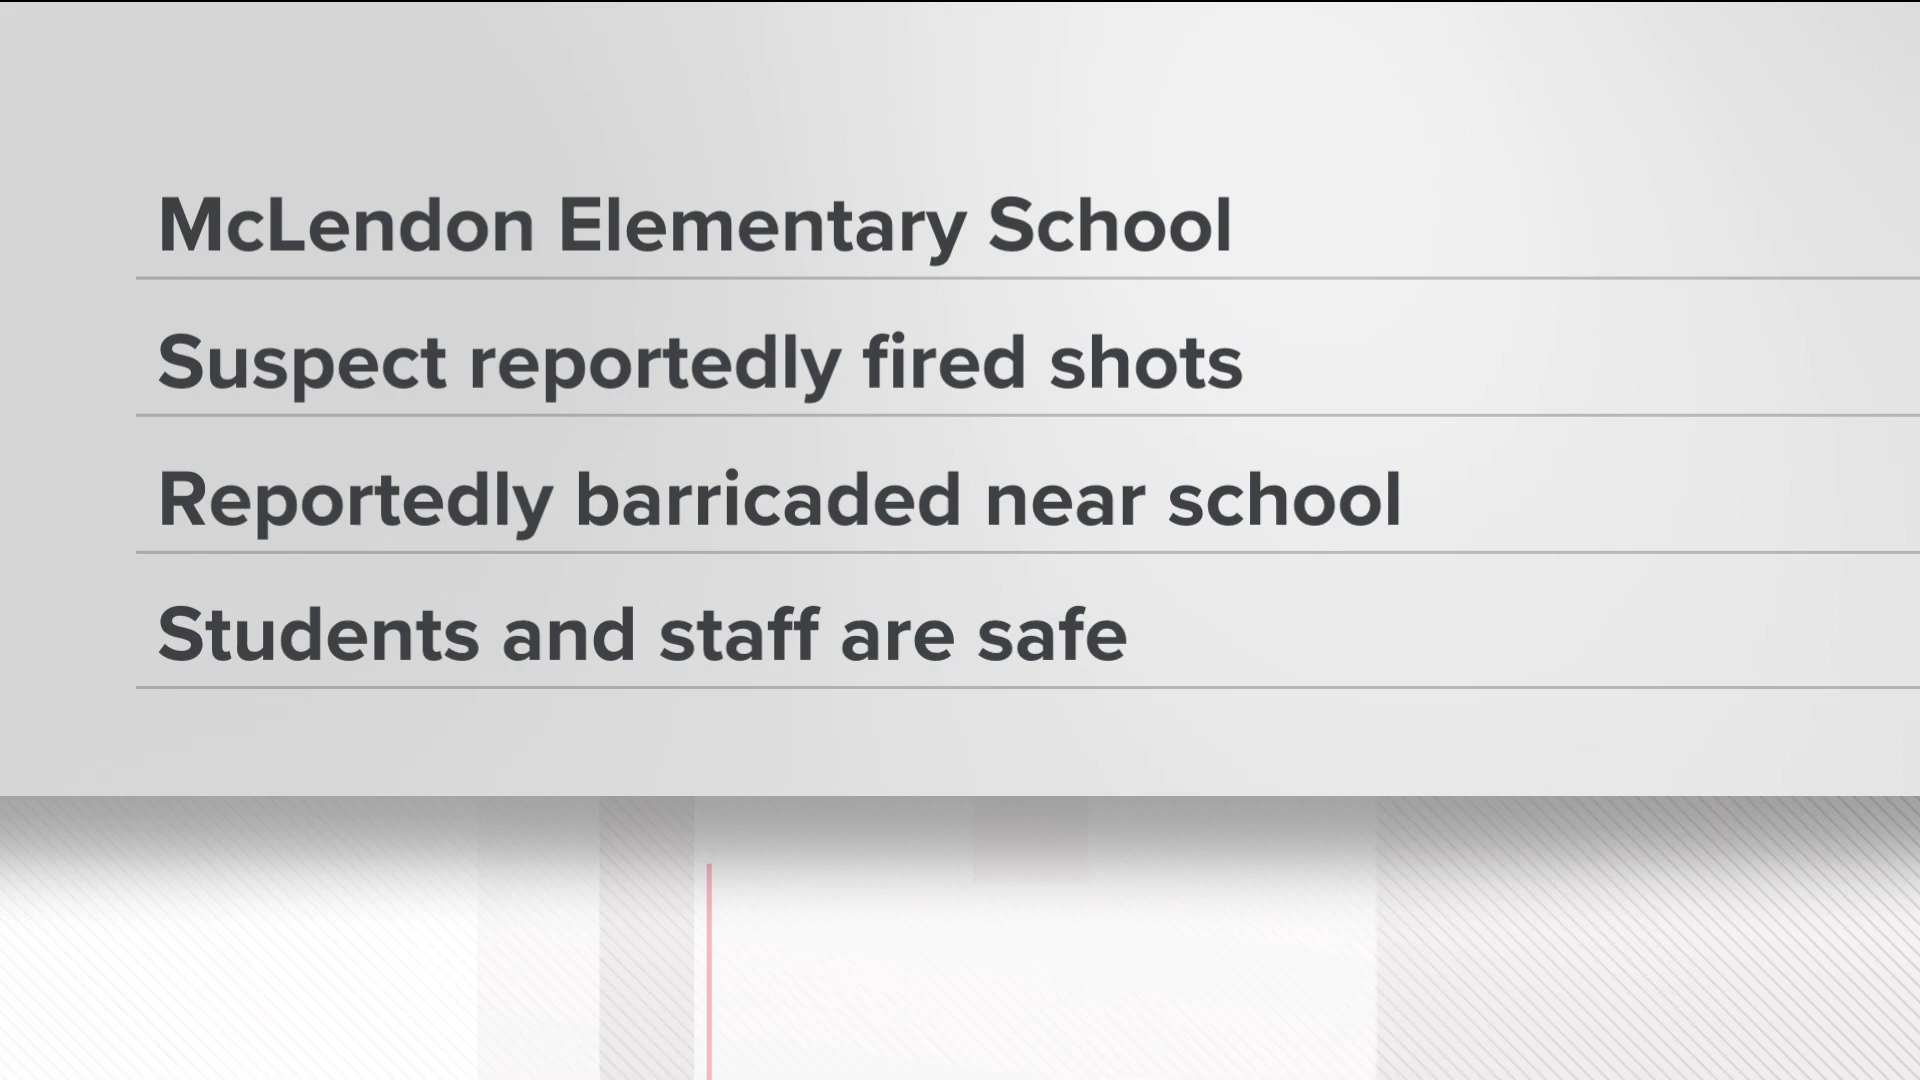 McLendon Elementary School
Suspect reportedly fired shots
Reportedly barricaded near school
Students and staff are safe